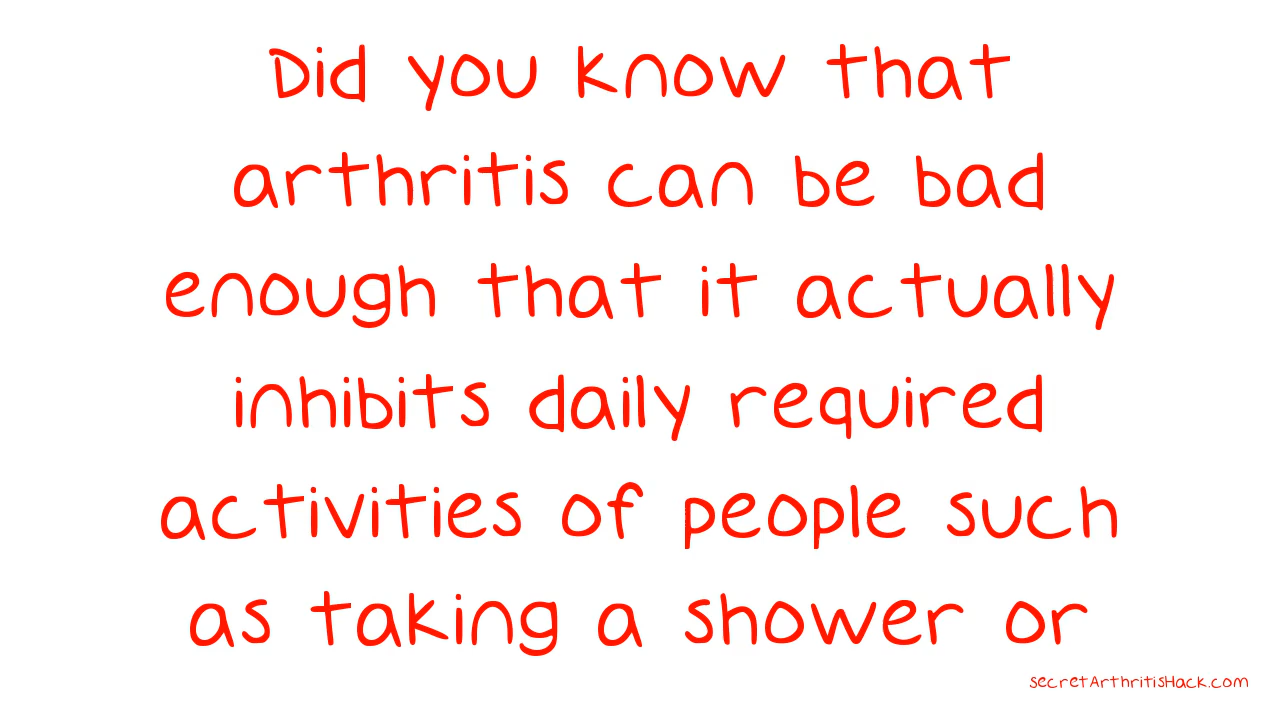 Did you know that
arthritis can be bad
enough that it actually
inhibits daily required
activities of people such
as taking a shower or
secretArthritisHack.com